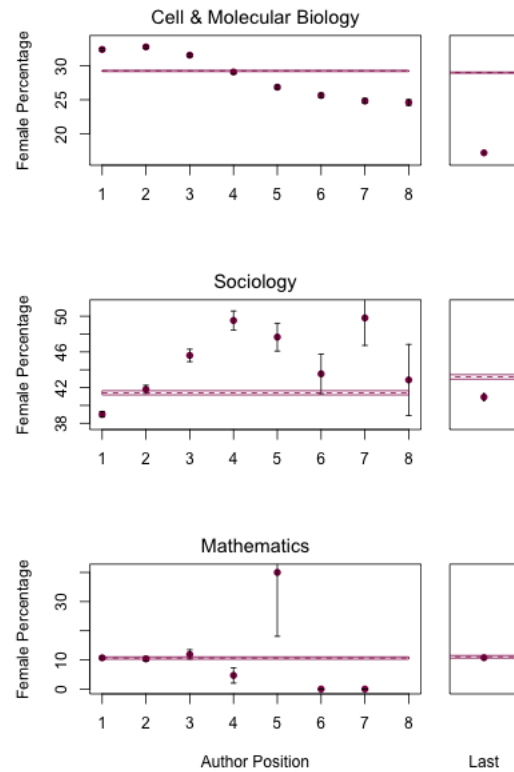 Cell & Molecular Biology
Female Percentage
30
25
20
1 2 3 4 5 6 7 8
Sociology
Female Percentage
50
46
42
38
1 2 3 4 5 6 7 8
Mathematics
Female Percentage
30
10
0
1 2 3 4 5 6 7 8
Author Position
Last